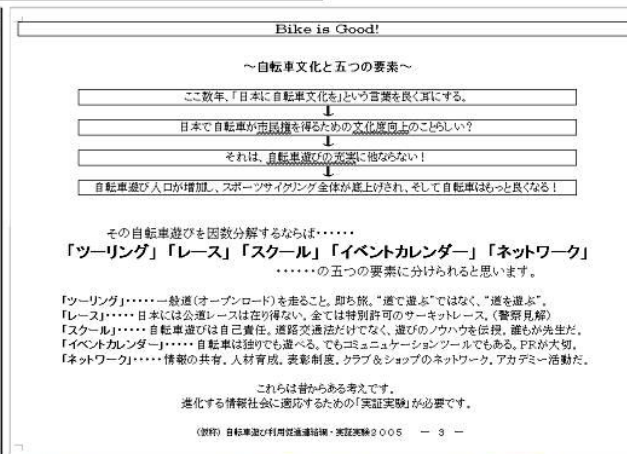 Bike is Good!
～自転車文化と五つの要素～
ここ数年、「日本に自転車文化を」という言葉を良く耳にする。
日本で自転車が市民権を得るための文化度向上のことらしい？
それは、自転車遊びの充実に他ならない！
自転車遊び人口が増加し、スポーツサイクリング全体が底上げされ、そして自転車はもっと良くなる！
その自転車遊びを因数分解するならば・・・・・・
「ツーリング」「レース」「スクール」「イベントカレンダー」「ネットワーク」
・・・・・・の五つの要素に分けられると思います。
「ツーリング」・・・・・一般道（オープンロード）を走ること。即ち旅。“道で遊ぶ”ではなく、“道を遊ぶ”。
「レース」・・・・・日本には公道レースは在り得ない。全ては特別許可のサーキットレース。（警察見解）
「スクール」・・・・・自転車遊びは自己責任。道路交通法だけでなく、遊びのノウハウを伝授。誰もが先生だ。
「イベントカレンダー」・・・・・自転車は独りでも遊べる。でもコミュニュケーションツールでもある。PRが大切。
「ネットワーク」・・・・・情報の共有。人材育成。表彰制度。クラブ＆ショップのネットワーク。アカデミー活動だ。
これらは昔からある考えです。
進化する情報社会に適応するための「実証実験」が必要です。
（仮称）自転車遊び利用促進連絡網・実証実験２００５ － 3 －